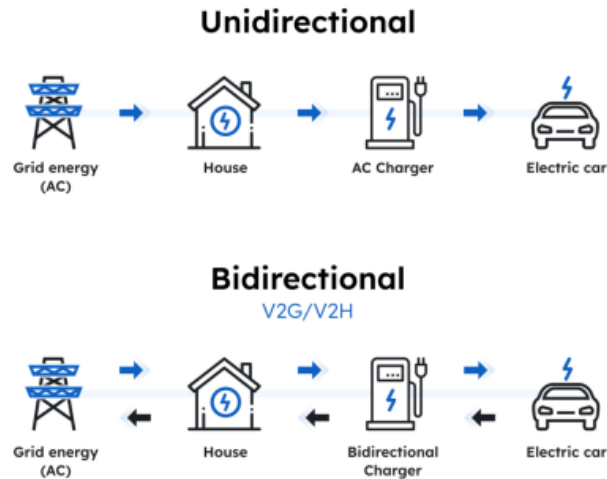 Unidirectional
Grid energy
(AC)
House
AC Charger
Electric car
Bidirectional
V2G/V2H
Grid energy
(AC)
House
Bidirectional
Charger
Electric car